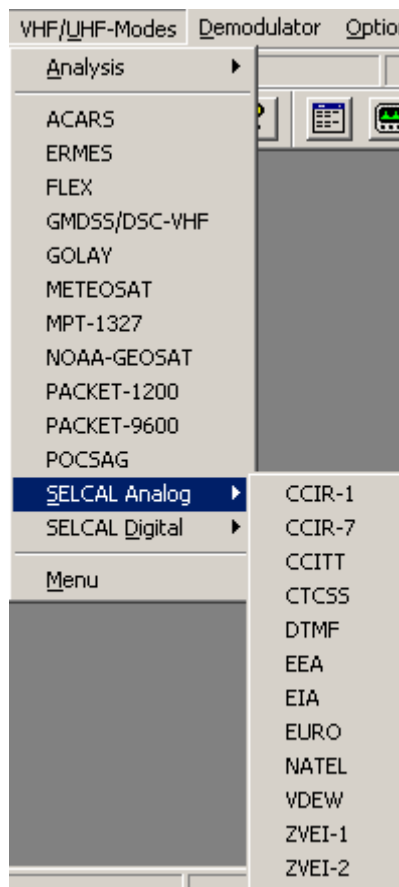 VHF/UHF-Modes Demodulator Optio
Analysis
ACARS
ERMES
FLEX
GMDSS/DSC-VHF
GOLAY
METEOSAT
MPT-1327
NOAA-GEOSAT
PACKET-1200
PACKET-9600
POCSAG
SELCAL Analog
SELCAL Digital
Menu
CCIR-1
CCIR-7
CCITT
CTCSS
DTMF
EEA
EIA
EURO
NATEL
VDEW
ZVEI-1
ZVEI-2